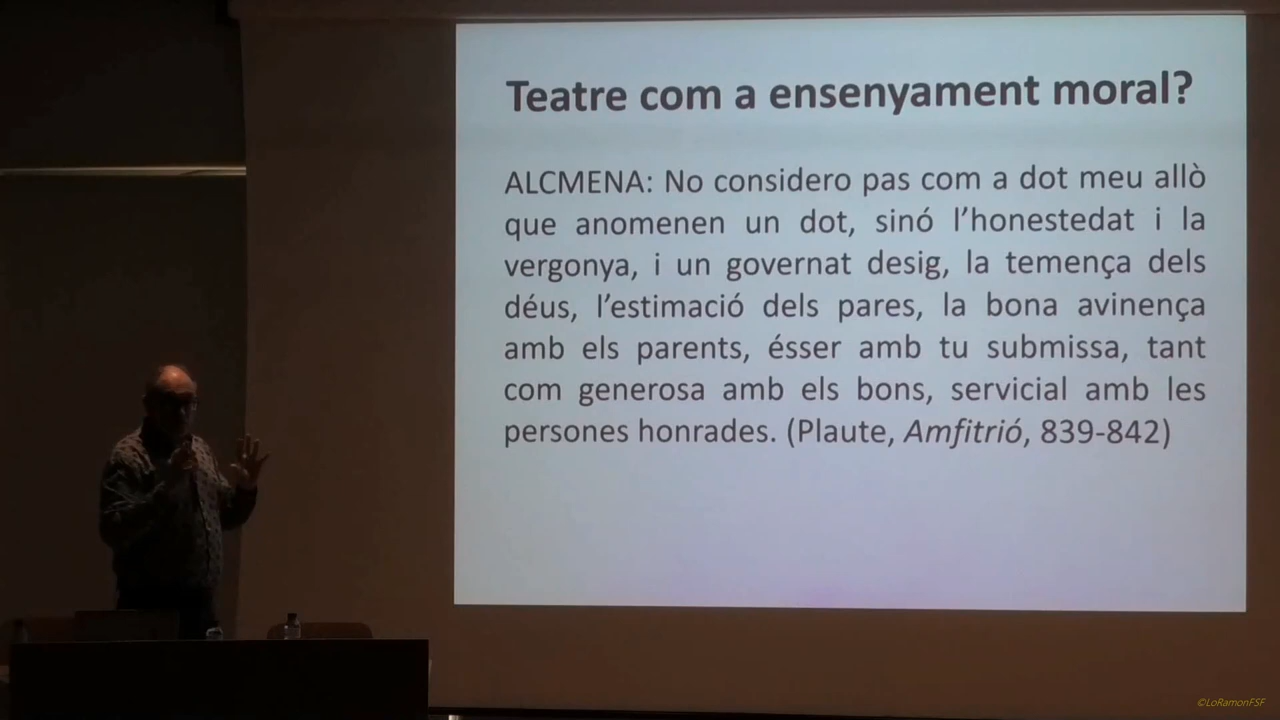 Teatre com a ensenyament moral?
ALCMENA: No considero pas com a dot meu allò
que anomenen un dot, sinó l’honestedat i la
vergonya, i un governat desig, la temença dels
déus, l’estimació dels pares, la bona avinença
amb els parents, ésser amb tu submissa, tant
com generosa amb els bons, servicial amb les
persones honrades. (Plaute, Amfitrió, 839-842)
©LoRamonFSF